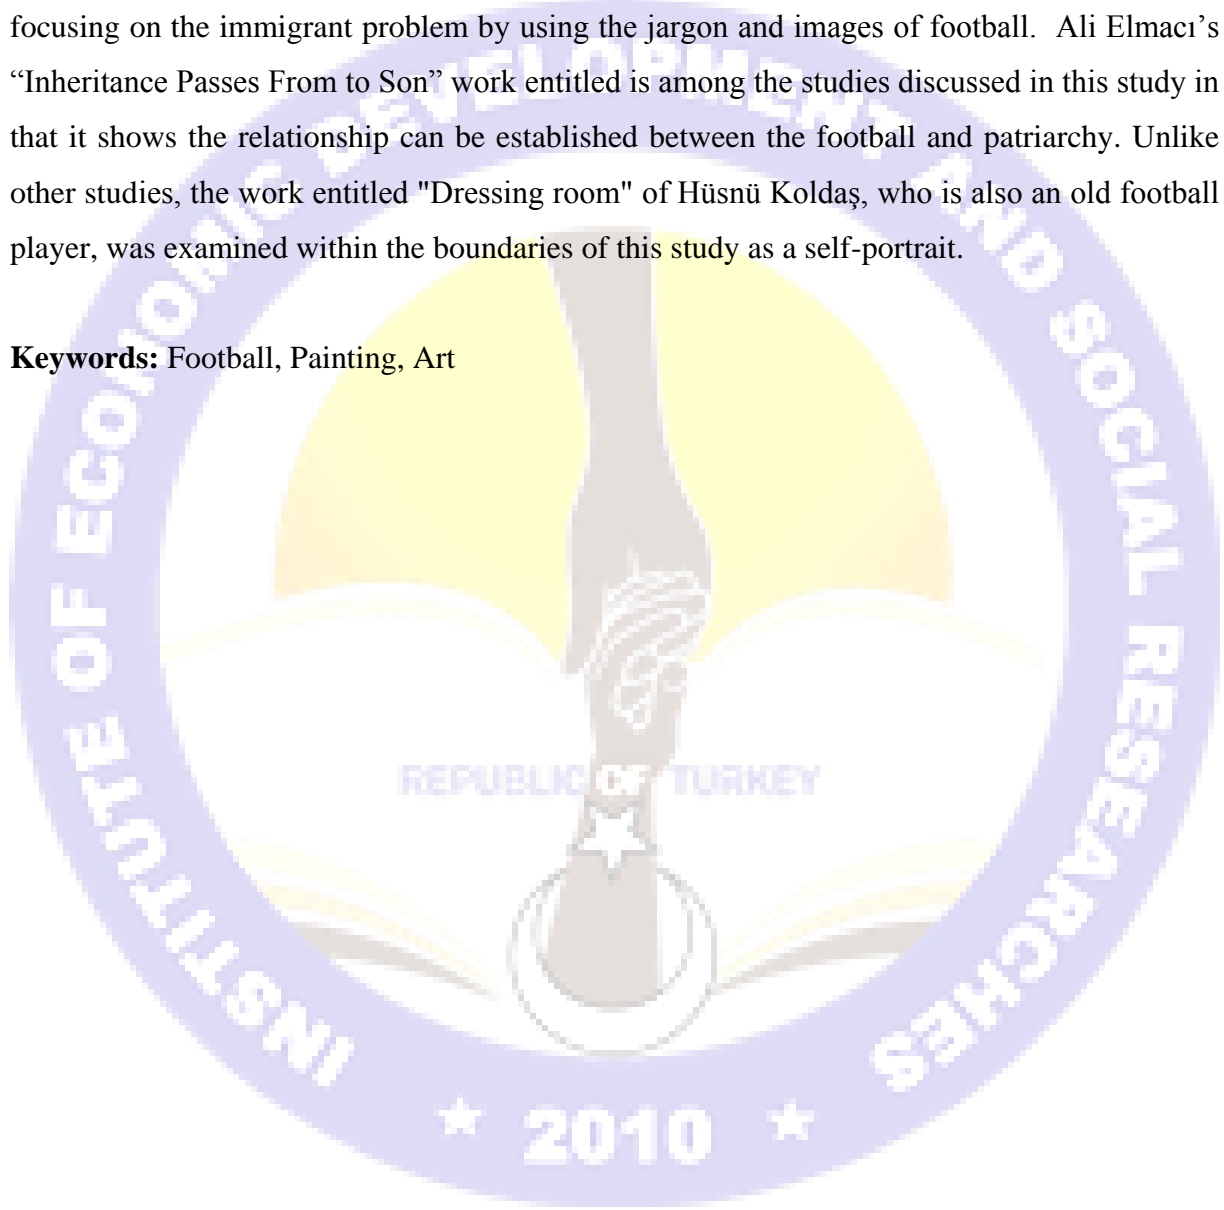 focusing on the immigrant problem by using the jargon and images of football.  Ali Elmacı’s
“Inheritance Passes From to Son” work entitled is among the studies discussed in this study in
that it shows the relationship can be established between the football and patriarchy. Unlike
other studies, the work entitled "Dressing room" of Hüsnü Koldaş, who is also an old football
player, was examined within the boundaries of this study as a self-portrait.
Keywords: Football, Painting, Art
INSTITUTE OF ECONOMIC DEVELOPMENT AND SOCIAL RESEARCHES
REPUBLIC OF TURKEY
★ 2010 ★